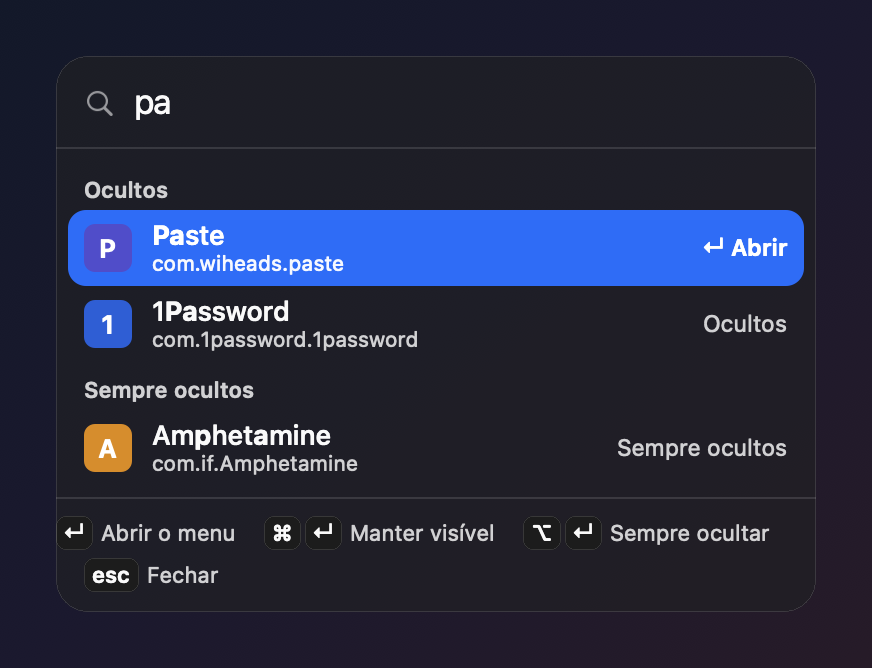 pa
Ocultos
P Paste ↵ Abrir
com.wiheads.paste
1 1Password Ocultos
com.1password.1password
Sempre ocultos
A Amphetamine Sempre ocultos
com.if.Amphetamine
↵ Abrir o menu ⌘ ↵ Manter visível ⌥ ↵ Sempre ocultar
esc Fechar